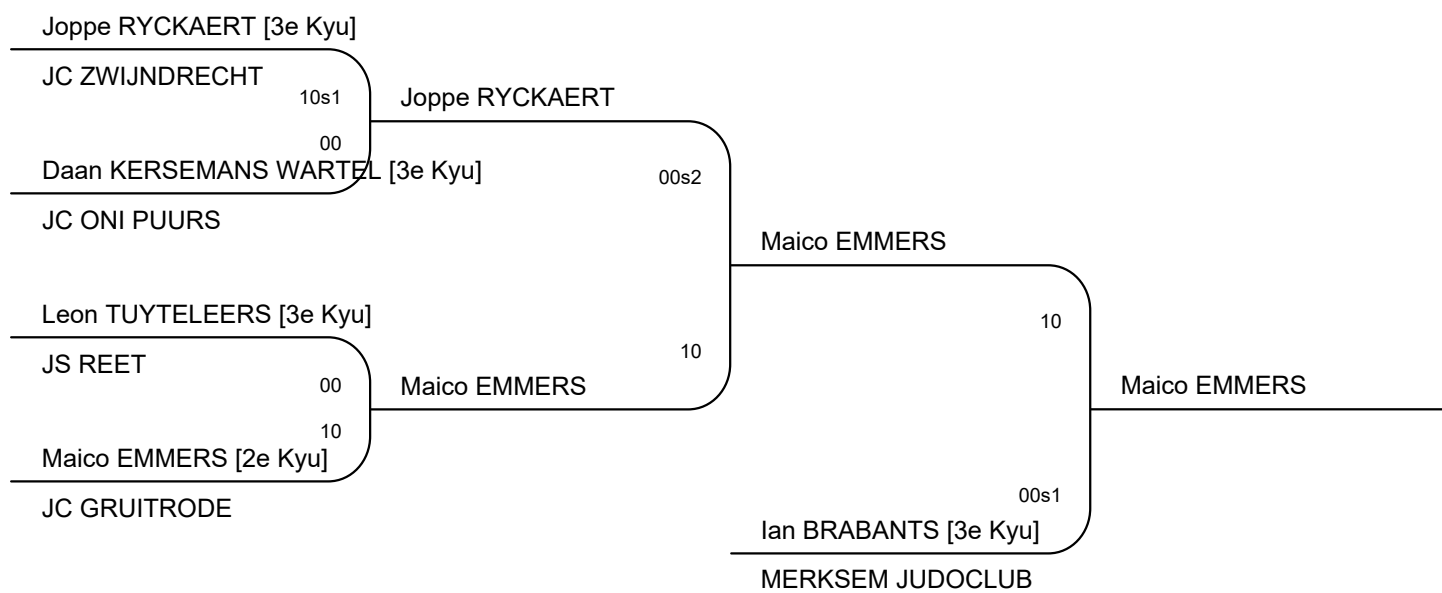 Joppe RYCKAERT [3e Kyu]
JC ZWIJNDRECHT
10s1
Joppe RYCKAERT
00
Daan KERSEMANS WARTEL [3e Kyu]
00s2
JC ONI PUURS
Maico EMMERS
Leon TUYTELEERS [3e Kyu]
10
JS REET
10
00
Maico EMMERS
Maico EMMERS
10
Maico EMMERS [2e Kyu]
JC GRUITRODE
00s1
Ian BRABANTS [3e Kyu]
MERKSEM JUDOCLUB